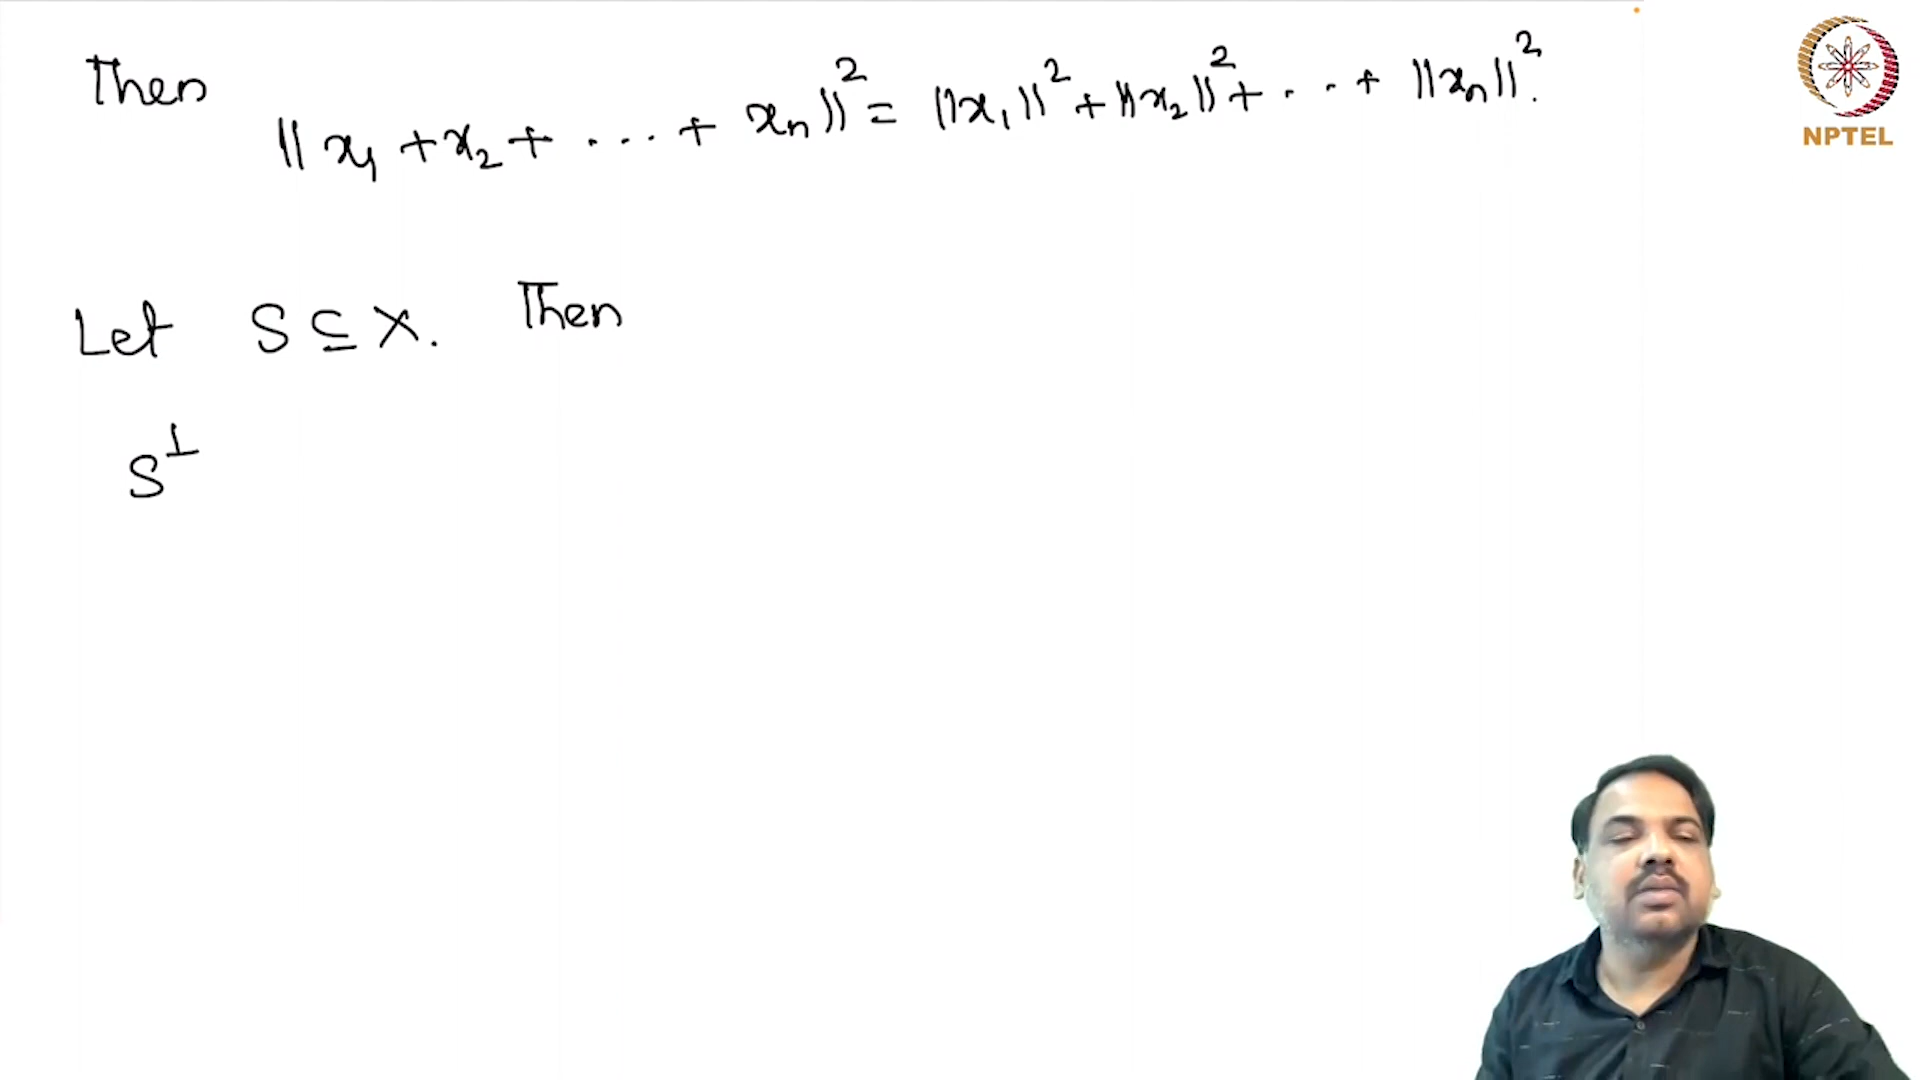 Then
‖x₁ + x₂ + ... + xₙ‖² = ‖x₁‖² + ‖x₂‖² + ... + ‖xₙ‖².
NPTEL
Let S ⊆ X. Then
S^⊥